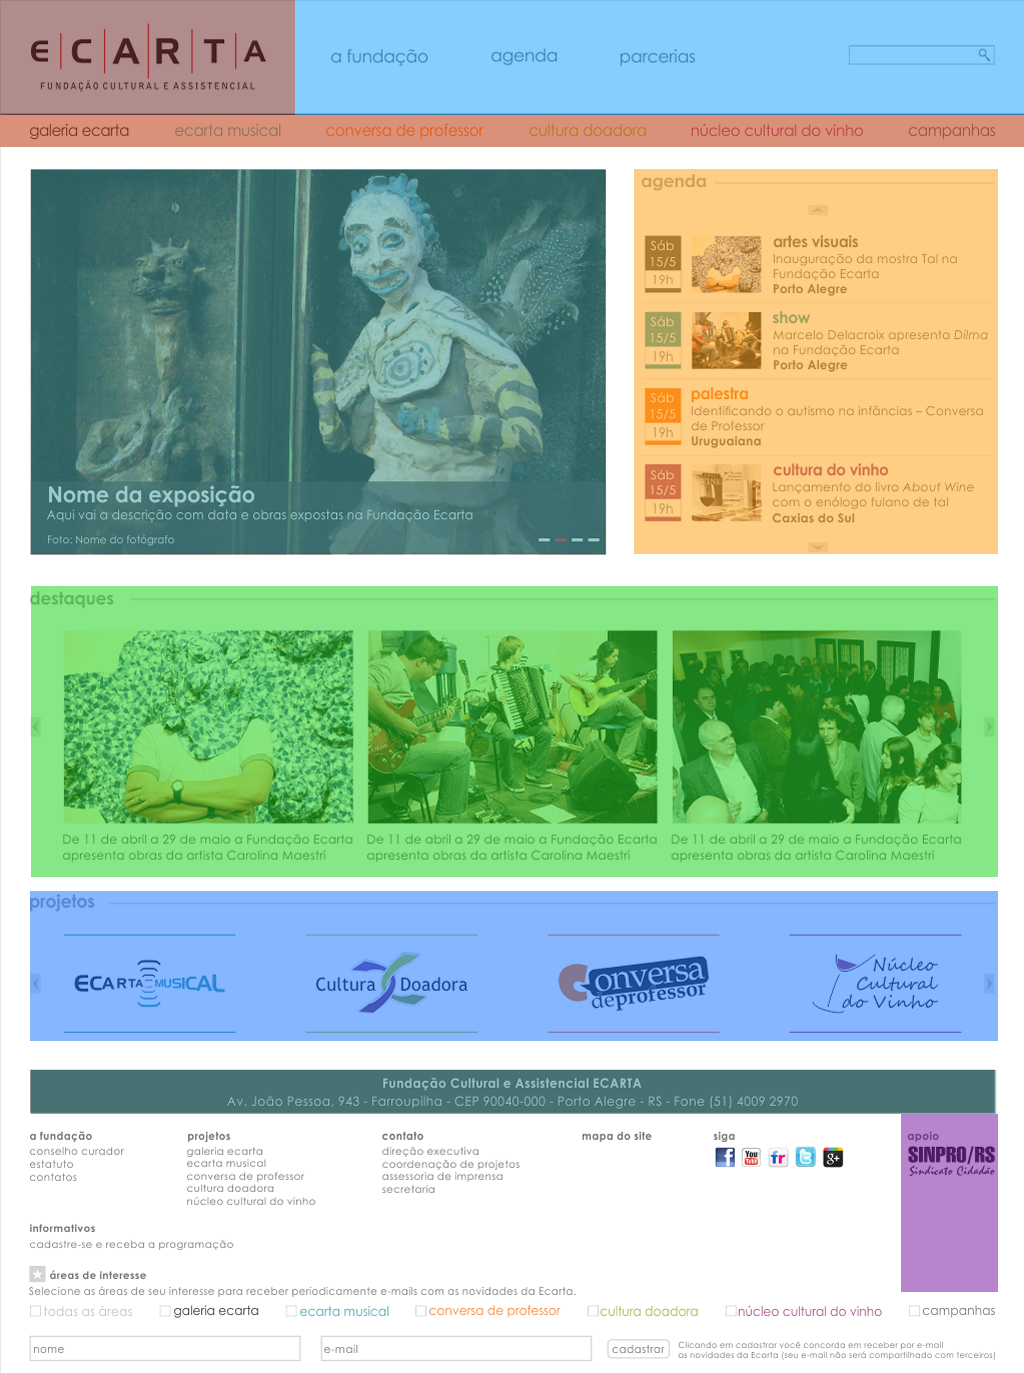 ECARTA
FUNDAÇÃO CULTURAL E ASSISTENCIAL
a fundação agenda parcerias
galeria ecarta ecarta musical conversa de professor cultura doadora núcleo cultural do vinho campanhas
Nome da exposição
Aqui vai a descrição com data e obras expostas na Fundação Ecarta
Foto: Nome do fotógrafo
agenda
Sáb
15/5
19h
artes visuais
Inauguração da mostra Tal na
Fundação Ecarta
Porto Alegre
Sáb
15/5
19h
show
Marcelo Delacroix apresenta Dilma
na Fundação Ecarta
Porto Alegre
Sáb
15/5
19h
palestra
Identificando o autismo na infâncias – Conversa
de Professor
Uruguaiana
Sáb
15/5
19h
cultura do vinho
Lançamento do livro About Wine
com o enólogo fulano de tal
Caxias do Sul
destaques
De 11 de abril a 29 de maio a Fundação Ecarta
apresenta obras da artista Carolina Maestri
De 11 de abril a 29 de maio a Fundação Ecarta
apresenta obras da artista Carolina Maestri
De 11 de abril a 29 de maio a Fundação Ecarta
apresenta obras da artista Carolina Maestri
projetos
ECARTA MUSICAL
Cultura Doadora
Conversa
de professor
Núcleo
Cultural
do Vinho
Fundação Cultural e Assistencial ECARTA
Av. João Pessoa, 943 - Farroupilha - CEP 90040-000 - Porto Alegre - RS - Fone (51) 4009 2970
a fundação
conselho curador
estatuto
contatos
projetos
galeria ecarta
ecarta musical
conversa de professor
cultura doadora
núcleo cultural do vinho
contato
direção executiva
coordenação de projetos
assessoria de imprensa
secretaria
mapa do site
siga
You Tube
apoio
SINPRO/RS
Sindicato Cidadão
informativos
cadastre-se e receba a programação
áreas de interesse
Selecione as áreas de seu interesse para receber periodicamente e-mails com as novidades da Ecarta.
todas as àreas galeria ecarta ecarta musical conversa de professor cultura doadora núcleo cultural do vinho campanhas
nome e-mail cadastrar
Clicando em cadastrar você concorda em receber por e-mail
as novidades da Ecarta (seu e-mail não será compartilhado com terceiros)